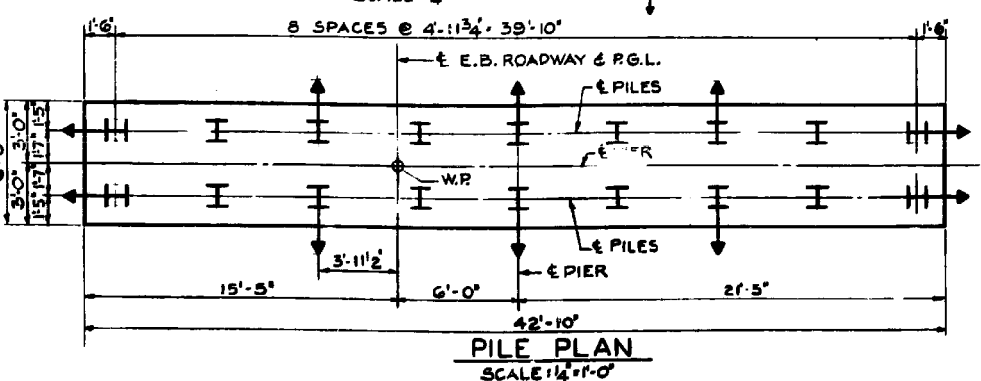 1'-6" 8 SPACES @ 4'-11¾" = 39'-10" 1'-6"
℄ E.B. ROADWAY & P.G.L.
℄ PILES
3'-0" 1'-5" 1'-7"
3'-0" 1'-7" 1'-5"
W.P.
℄ PILES
3'-11½" ℄ PIER
15'-5" 6'-0" 21'-5"
42'-10"
PILE PLAN
SCALE: ¼"=1'-0"